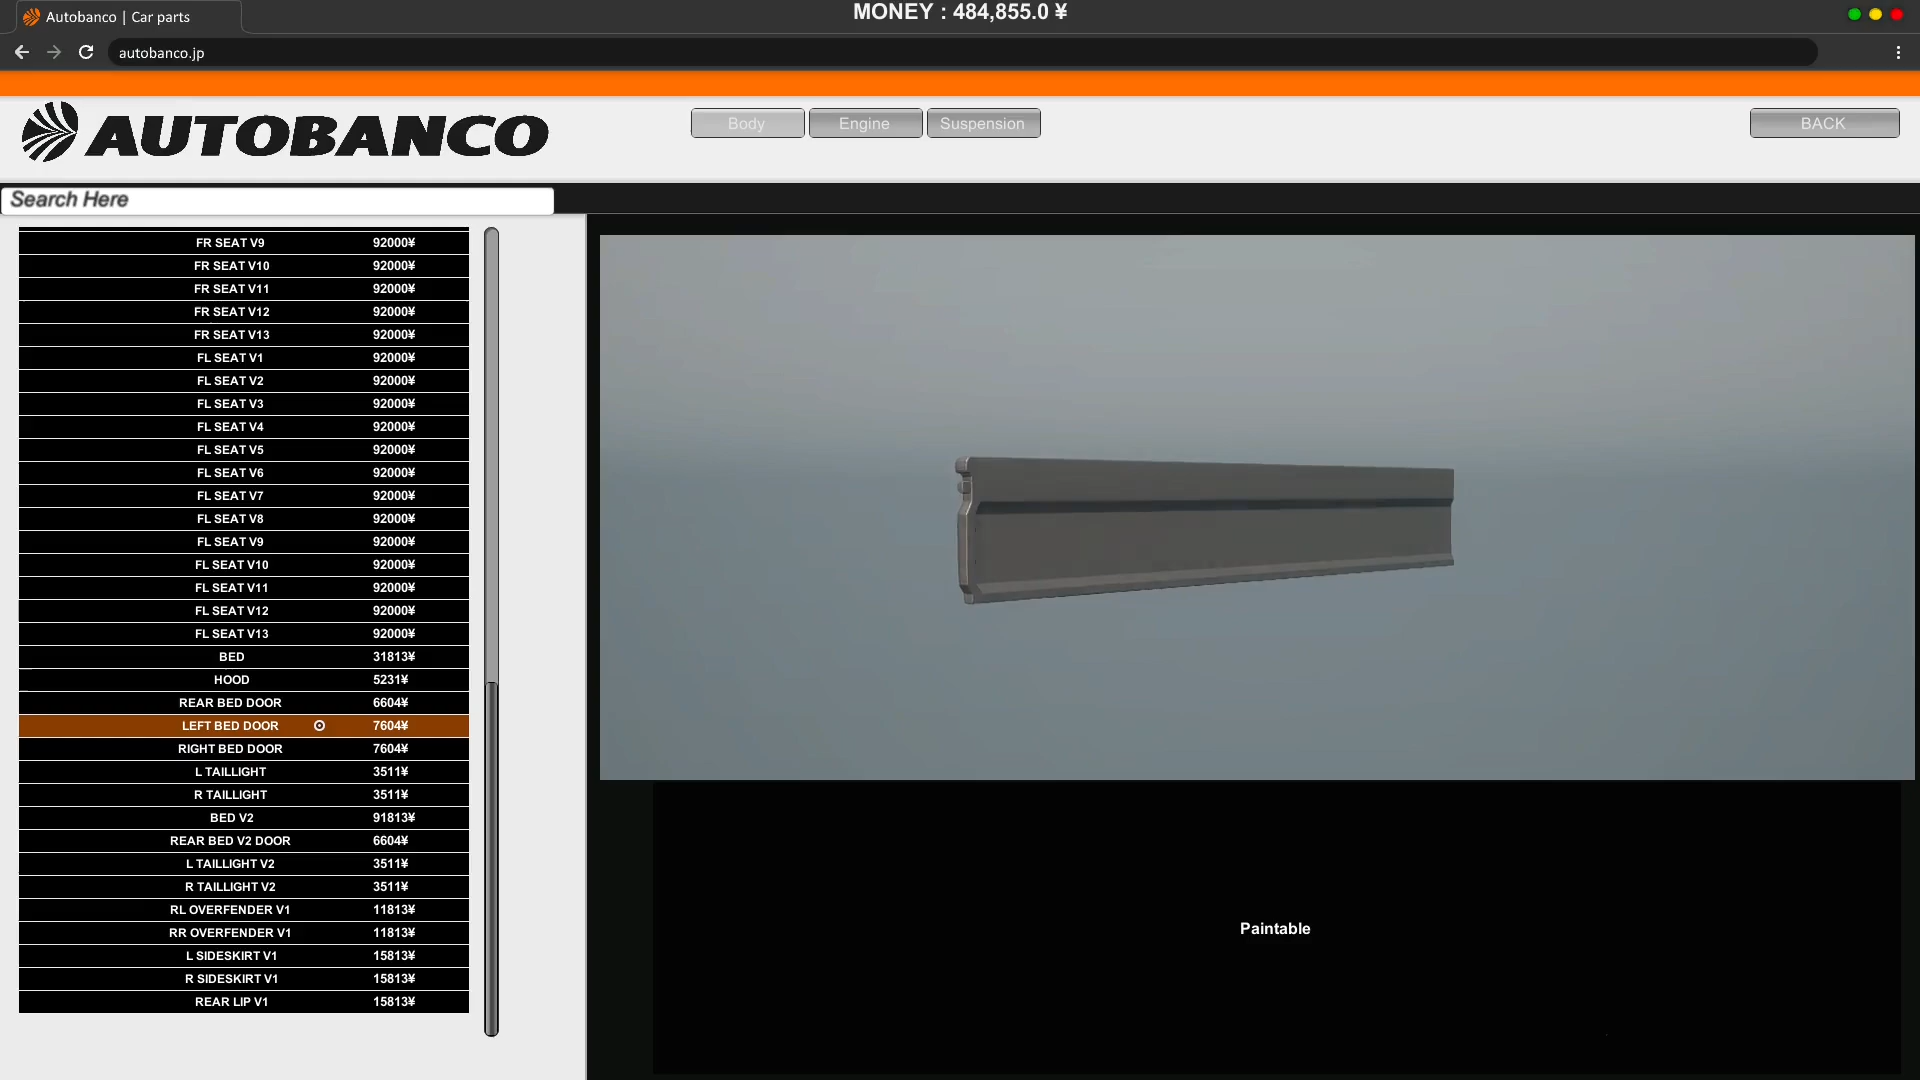 Autobanco | Car parts
MONEY : 484,855.0 ¥
autobanco.jp
AUTOBANCO
Body
Engine
Suspension
BACK
Search Here
FR SEAT V9 92000¥
FR SEAT V10 92000¥
FR SEAT V11 92000¥
FR SEAT V12 92000¥
FR SEAT V13 92000¥
FL SEAT V1 92000¥
FL SEAT V2 92000¥
FL SEAT V3 92000¥
FL SEAT V4 92000¥
FL SEAT V5 92000¥
FL SEAT V6 92000¥
FL SEAT V7 92000¥
FL SEAT V8 92000¥
FL SEAT V9 92000¥
FL SEAT V10 92000¥
FL SEAT V11 92000¥
FL SEAT V12 92000¥
FL SEAT V13 92000¥
BED 31813¥
HOOD 5231¥
REAR BED DOOR 6604¥
LEFT BED DOOR 7604¥
RIGHT BED DOOR 7604¥
L TAILLIGHT 3511¥
R TAILLIGHT 3511¥
BED V2 91813¥
REAR BED V2 DOOR 6604¥
L TAILLIGHT V2 3511¥
R TAILLIGHT V2 3511¥
RL OVERFENDER V1 11813¥
RR OVERFENDER V1 11813¥
L SIDESKIRT V1 15813¥
R SIDESKIRT V1 15813¥
REAR LIP V1 15813¥
Paintable